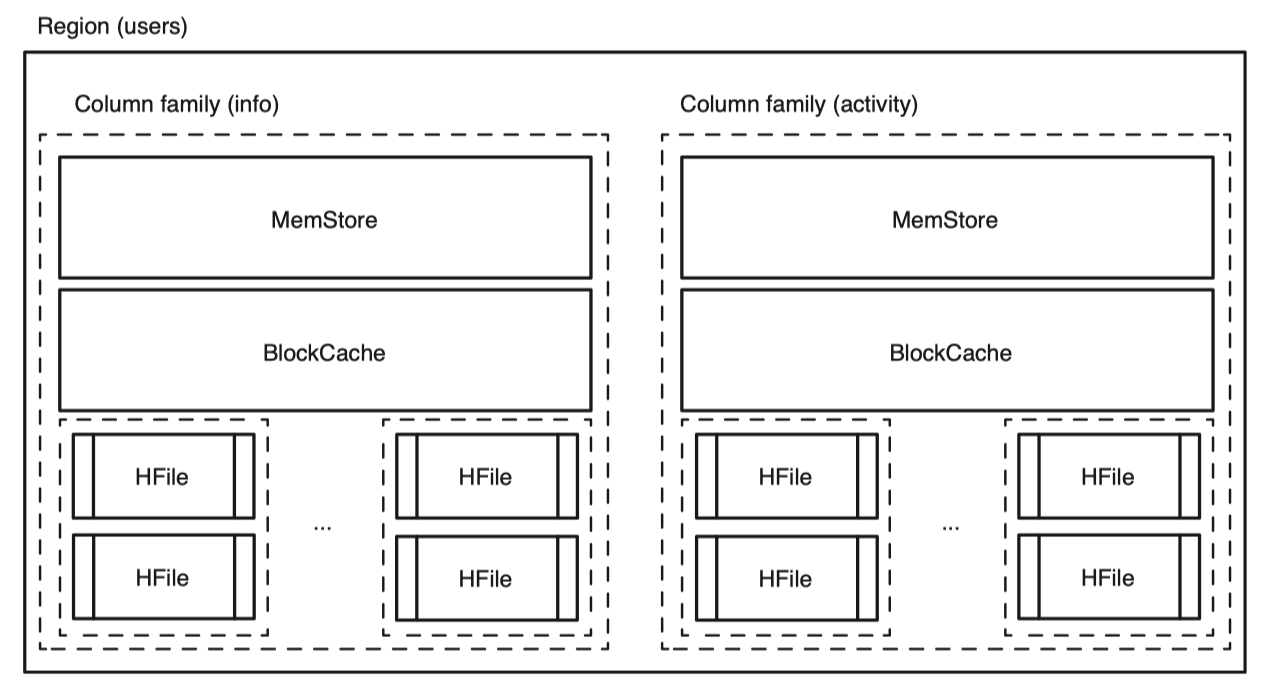 Region (users)
Column family (info)
Column family (activity)
MemStore
MemStore
BlockCache
BlockCache
HFile
HFile
HFile
HFile
...
...
HFile
HFile
HFile
HFile